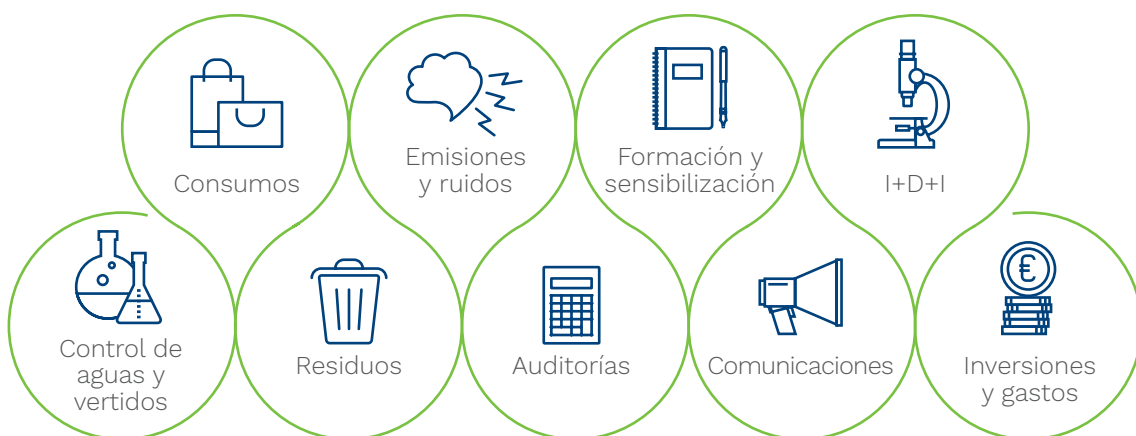 Consumos
Emisiones
y ruidos
Formación y
sensibilización
I+D+I
Control de
aguas y
vertidos
Residuos
Auditorías
Comunicaciones
€
Inversiones
y gastos